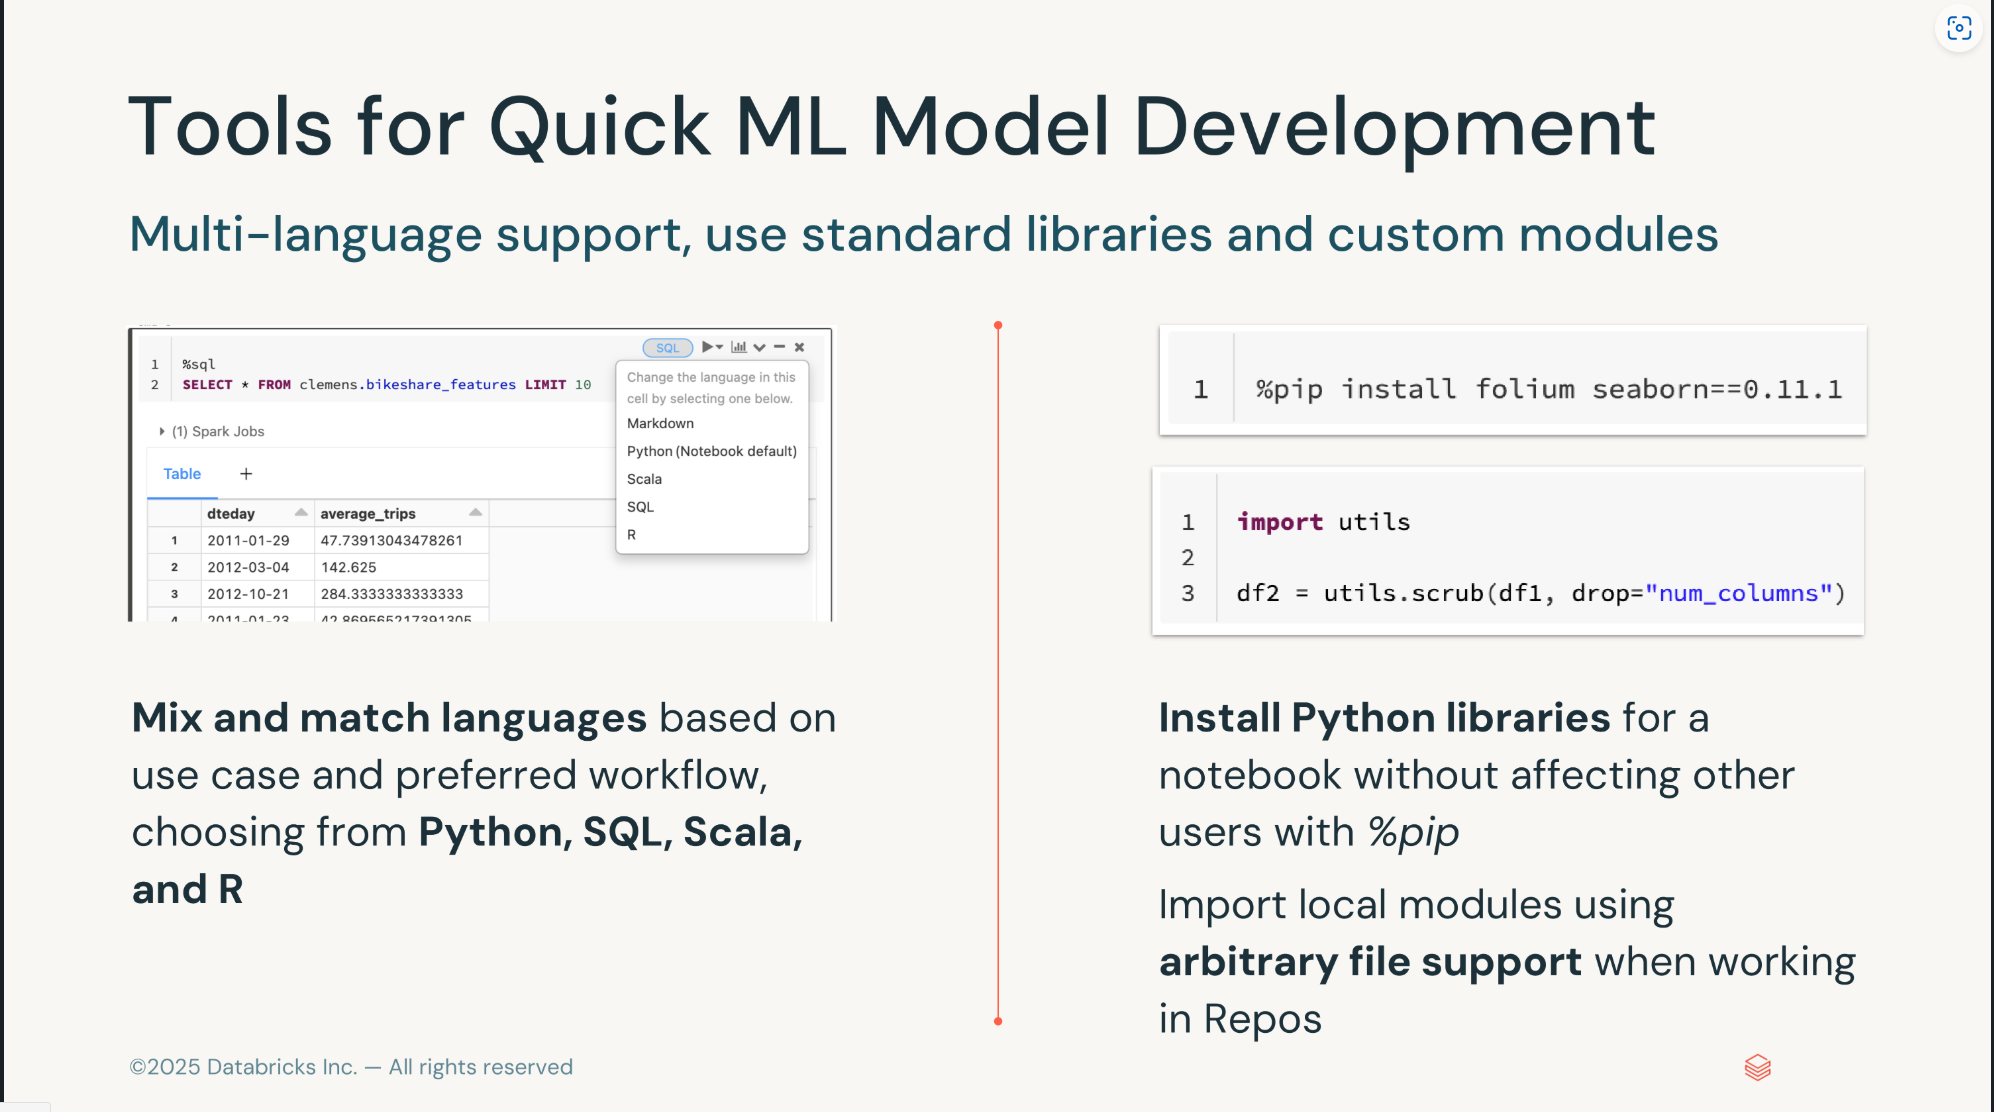 Tools for Quick ML Model Development
Multi-language support, use standard libraries and custom modules
SQL
1 %sql
2 SELECT * FROM clemens.bikeshare_features LIMIT 10
Change the language in this
cell by selecting one below.
Markdown
Python (Notebook default)
Scala
SQL
R
(1) Spark Jobs
Table +
dteday average_trips
1 2011-01-29 47.73913043478261
2 2012-03-04 142.625
3 2012-10-21 284.3333333333333
4 2011-01-23 42.869565217391305
Mix and match languages based on
use case and preferred workflow,
choosing from Python, SQL, Scala,
and R
1 %pip install folium seaborn==0.11.1
1 import utils
2
3 df2 = utils.scrub(df1, drop="num_columns")
Install Python libraries for a
notebook without affecting other
users with %pip
Import local modules using
arbitrary file support when working
in Repos
©2025 Databricks Inc. — All rights reserved